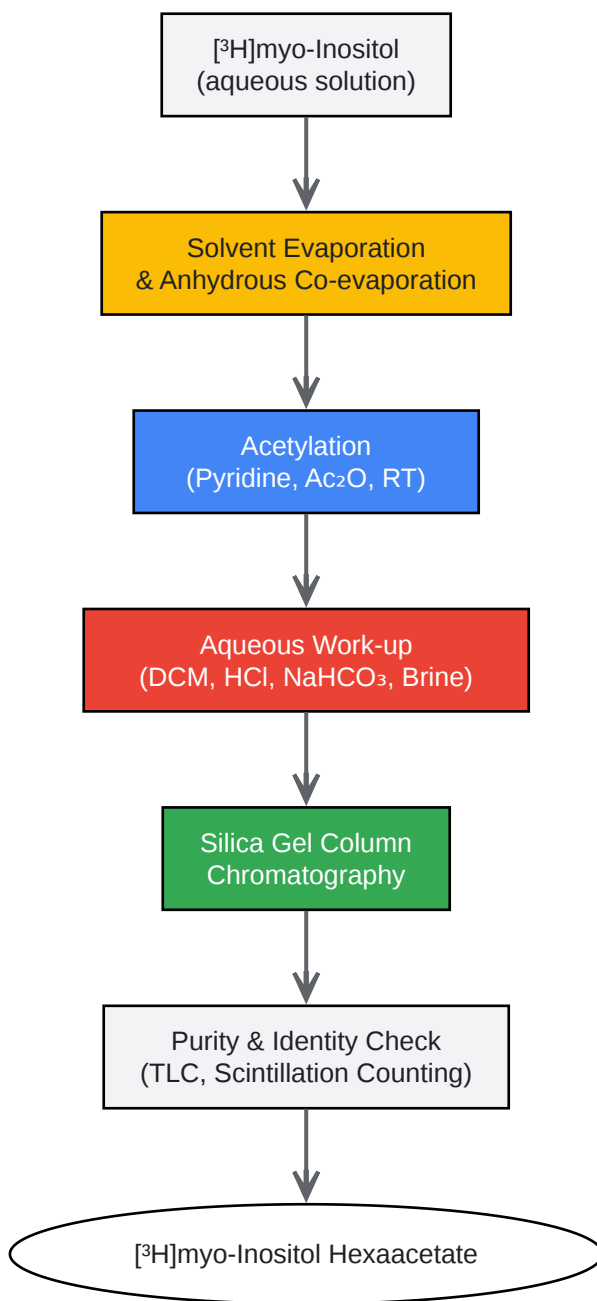 [³H]myo-Inositol
(aqueous solution)
Solvent Evaporation
& Anhydrous Co-evaporation
Acetylation
(Pyridine, Ac₂O, RT)
Aqueous Work-up
(DCM, HCl, NaHCO₃, Brine)
Silica Gel Column
Chromatography
Purity & Identity Check
(TLC, Scintillation Counting)
[³H]myo-Inositol Hexaacetate